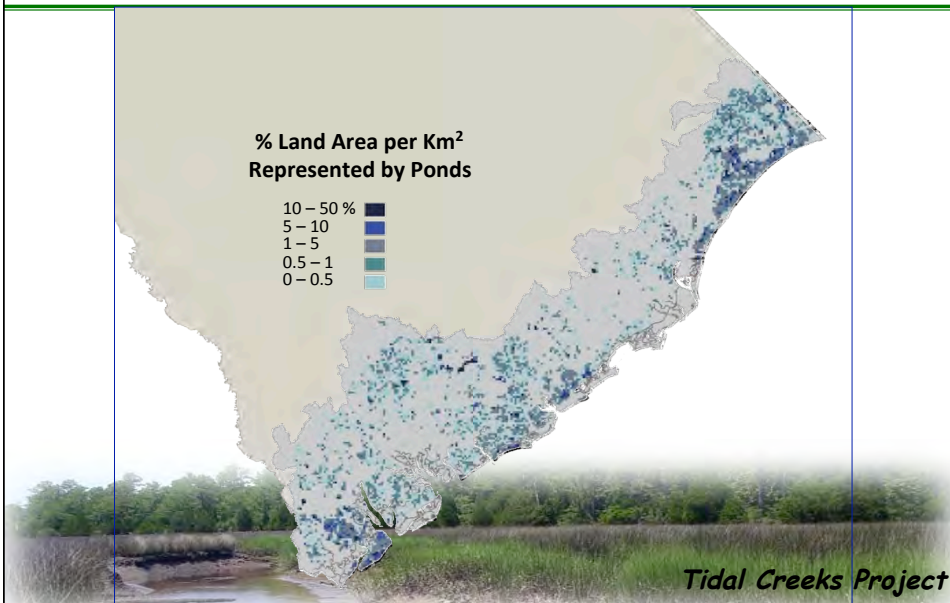 % Land Area per Km²
Represented by Ponds
10 – 50 %
5 – 10
1 – 5
0.5 – 1
0 – 0.5
Tidal Creeks Project